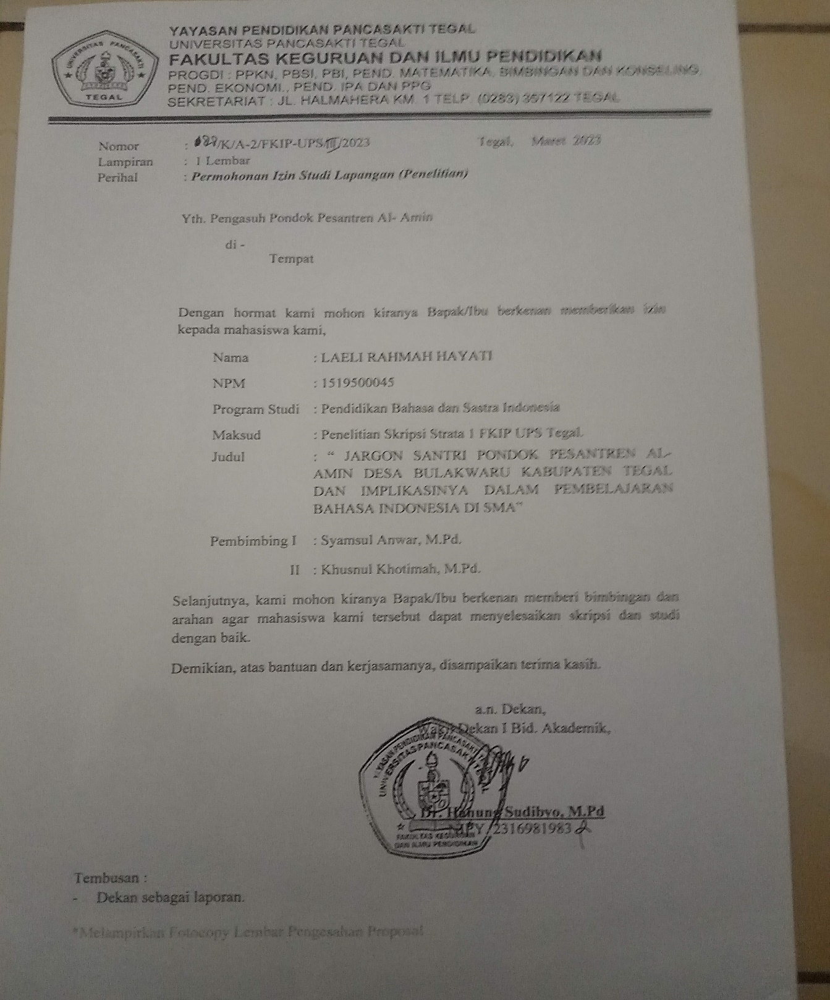 YAYASAN PENDIDIKAN PANCASAKTI TEGAL
UNIVERSITAS PANCASAKTI TEGAL
FAKULTAS KEGURUAN DAN ILMU PENDIDIKAN
PROGDI : PPKN, PBSI, PBI, PEND. MATEMATIKA, BIMBINGAN DAN KONSELING,
PEND. EKONOMI., PEND. IPA DAN PPG
SEKRETARIAT : JL. HALMAHERA KM. 1 TELP. (0283) 357122 TEGAL
UNIVERSITAS PANCASAKTI
TEGAL
Nomor : /K/A-2/FKIP-UPS/III/2023 Tegal, Maret 2023
Lampiran : 1 Lembar
Perihal : Permohonan Izin Studi Lapangan (Penelitian)
Yth. Pengasuh Pondok Pesantren Al- Amin
di -
Tempat
Dengan hormat kami mohon kiranya Bapak/Ibu berkenan memberikan izin
kepada mahasiswa kami,
Nama : LAELI RAHMAH HAYATI
NPM : 1519500045
Program Studi : Pendidikan Bahasa dan Sastra Indonesia
Maksud : Penelitian Skripsi Strata 1 FKIP UPS Tegal.
Judul : “ JARGON SANTRI PONDOK PESANTREN AL-
AMIN DESA BULAKWARU KABUPATEN TEGAL
DAN IMPLIKASINYA DALAM PEMBELAJARAN
BAHASA INDONESIA DI SMA“
Pembimbing I : Syamsul Anwar, M.Pd.
II : Khusnul Khotimah, M.Pd.
Selanjutnya, kami mohon kiranya Bapak/Ibu berkenan memberi bimbingan dan
arahan agar mahasiswa kami tersebut dapat menyelesaikan skripsi dan studi
dengan baik.
Demikian, atas bantuan dan kerjasamanya, disampaikan terima kasih.
a.n. Dekan,
Wakil Dekan I Bid. Akademik,
YAYASAN PENDIDIKAN PANCASAKTI TEGAL
UNIVERSITAS PANCASAKTI TEGAL
Dr. Hanung Sudibyo, M.Pd
NIPY 2316981983
FAKULTAS KEGURUAN
DAN ILMU PENDIDIKAN
Tembusan :
- Dekan sebagai laporan.
*Melampirkan Fotocopy Lembar Pengesahan Proposal